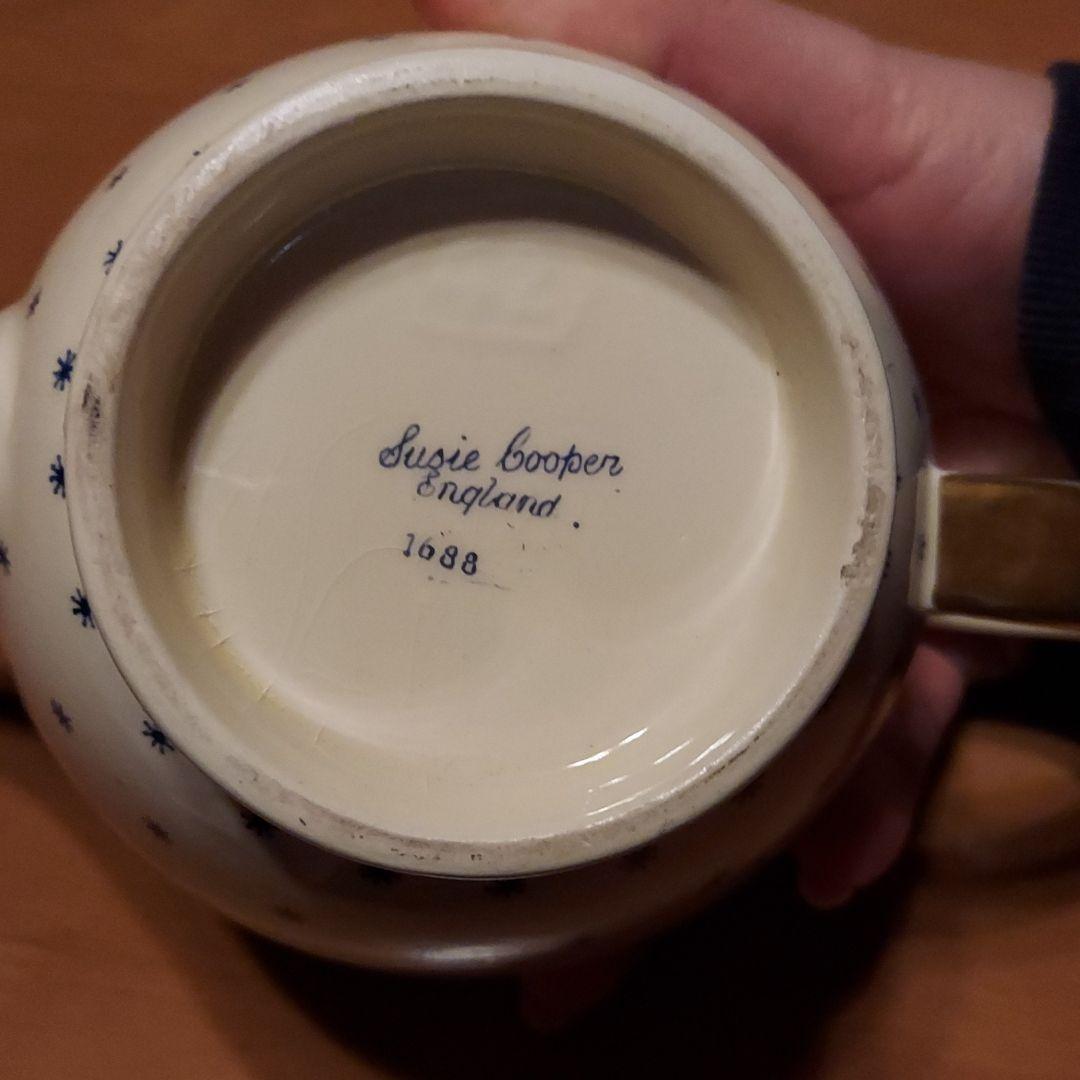 Susie Cooper
England
1688